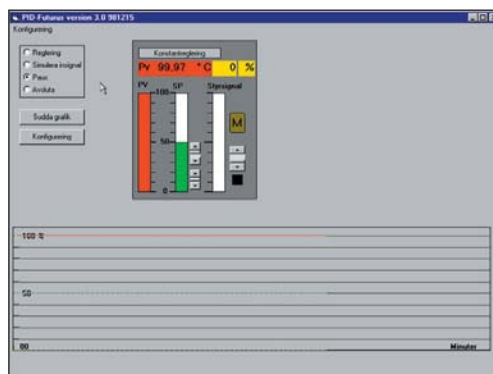 PID-Futurus version 3.0 981215
Konfigurering
Reglering
Simulera insignal
Paus
Avsluta
Sudda grafik
Konfigurering
Konstantreglering
Pv 99,97 °C 0 %
PV SP Styrsignal
100
50
0
M
100 %
50
00 Minuter